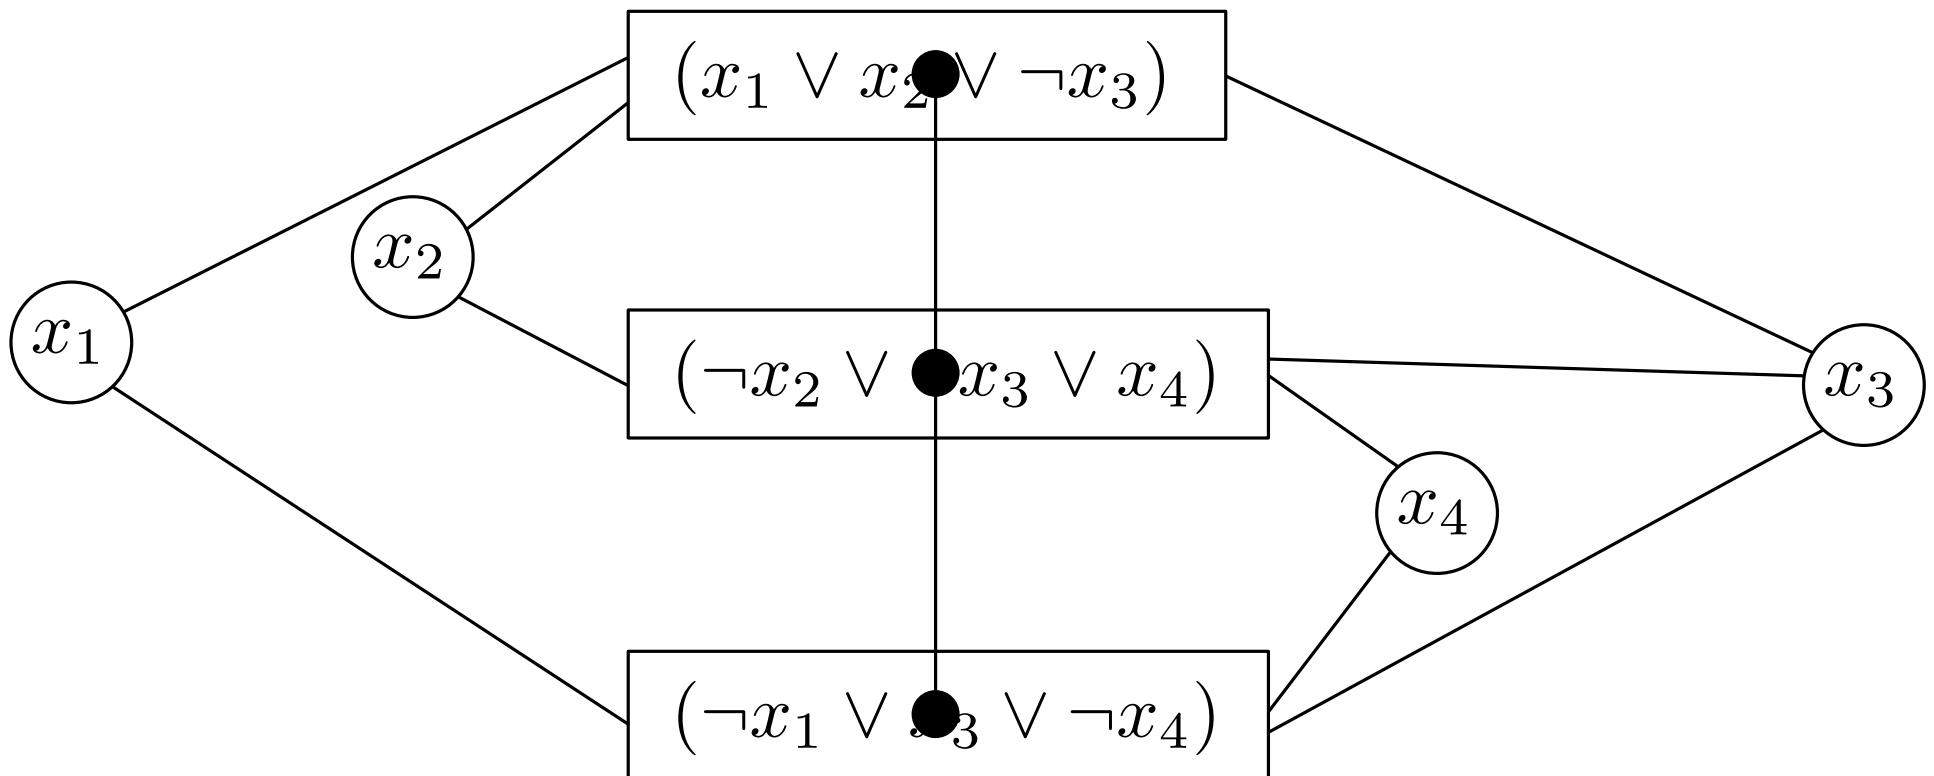 (x₁ ∨ x₂ ∨ ¬x₃)
x₂
x₁
(¬x₂ ∨ x₃ ∨ x₄)
x₃
x₄
(¬x₁ ∨ x₃ ∨ ¬x₄)